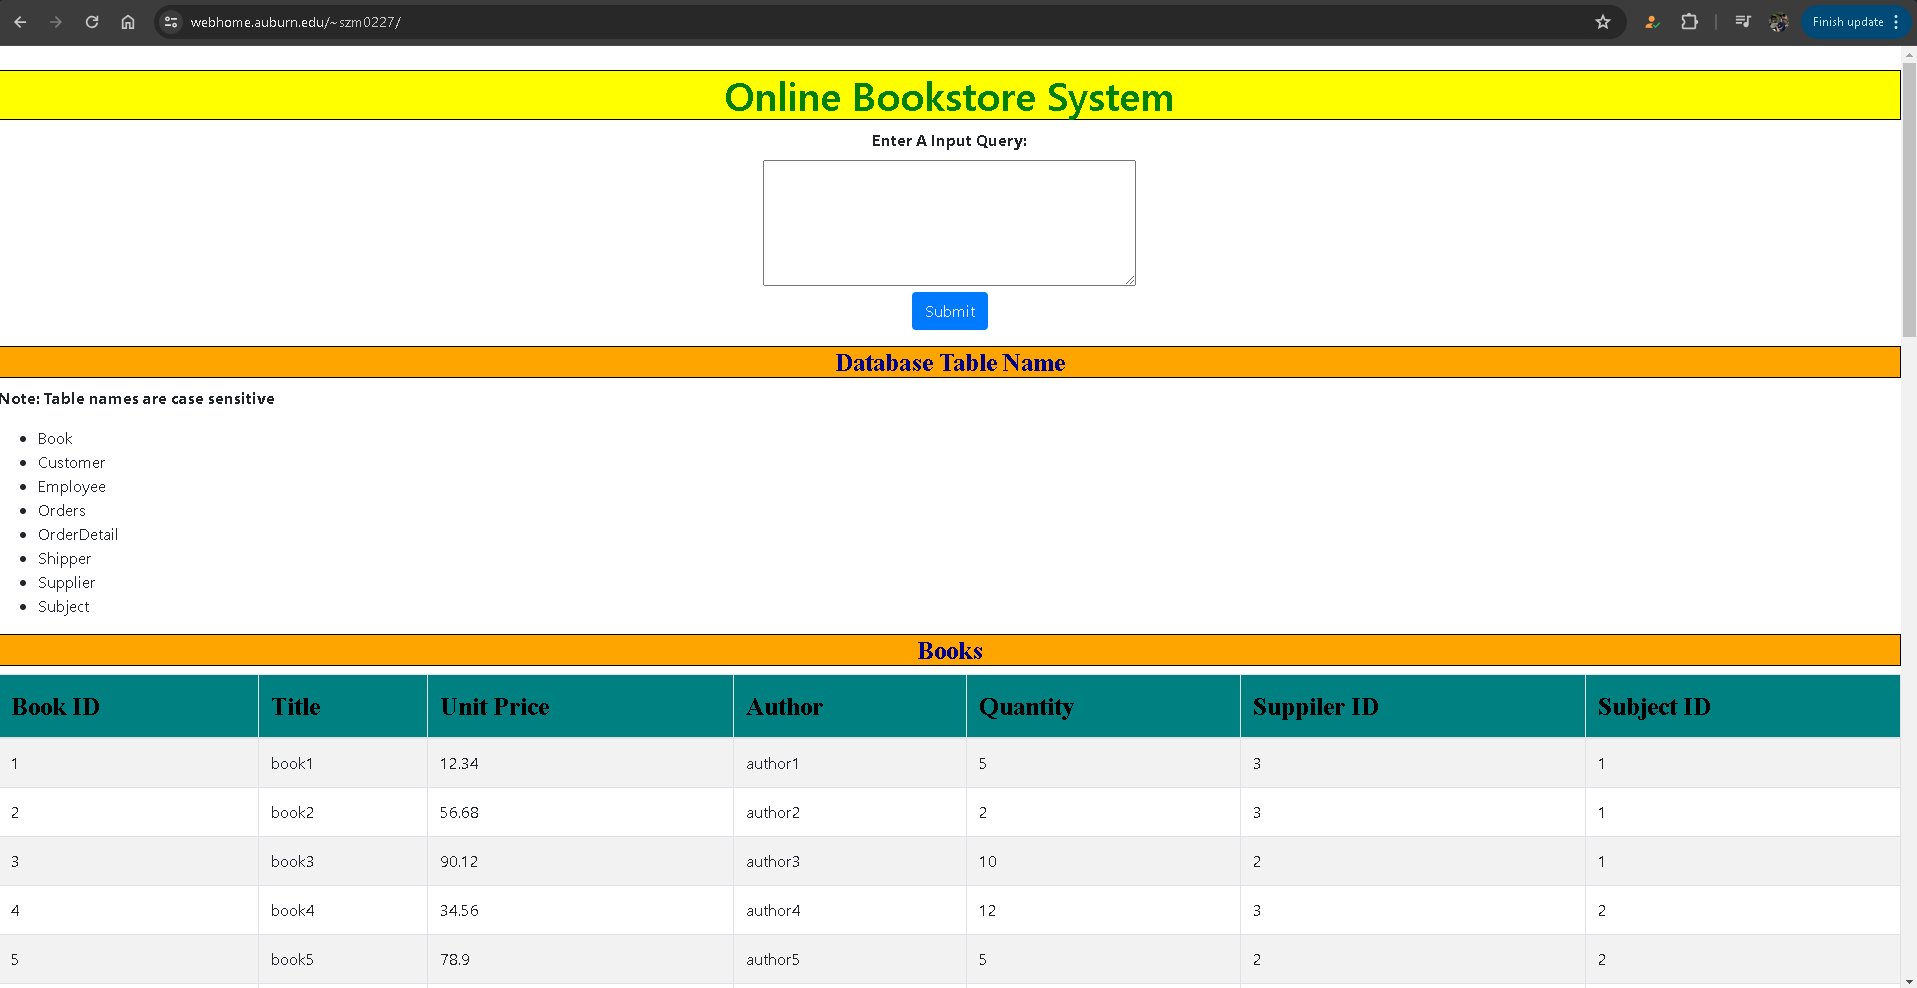 webhome.auburn.edu/~szm0227/
Finish update
Online Bookstore System
Enter A Input Query:
Submit
Database Table Name
Note: Table names are case sensitive
Book
Customer
Employee
Orders
OrderDetail
Shipper
Supplier
Subject
Books
Book ID Title Unit Price Author Quantity Suppiler ID Subject ID
1 book1 12.34 author1 5 3 1
2 book2 56.68 author2 2 3 1
3 book3 90.12 author3 10 2 1
4 book4 34.56 author4 12 3 2
5 book5 78.9 author5 5 2 2